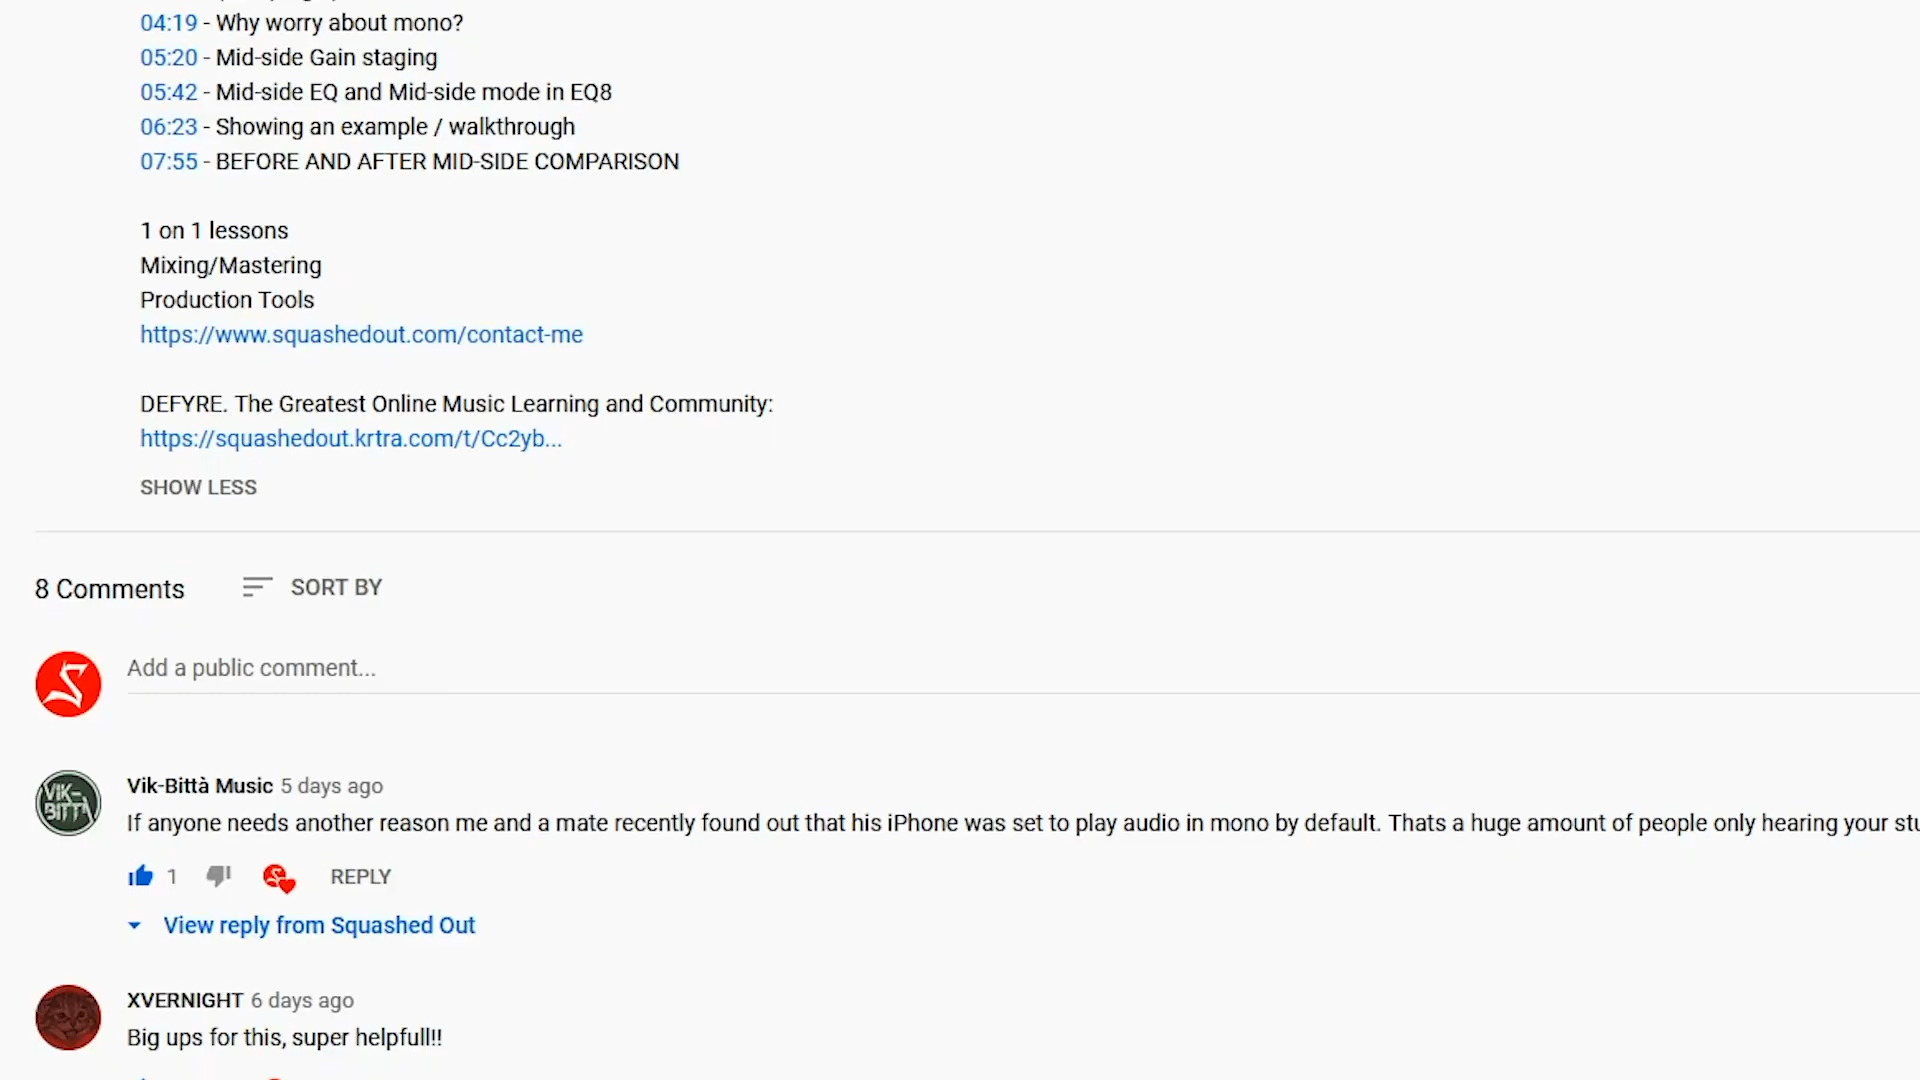 04:19 - Why worry about mono?
05:20 - Mid-side Gain staging
05:42 - Mid-side EQ and Mid-side mode in EQ8
06:23 - Showing an example / walkthrough
07:55 - BEFORE AND AFTER MID-SIDE COMPARISON
1 on 1 lessons
Mixing/Mastering
Production Tools
https://www.squashedout.com/contact-me
DEFYRE. The Greatest Online Music Learning and Community:
https://squashedout.krtra.com/t/Cc2yb...
SHOW LESS
8 Comments SORT BY
Add a public comment...
VIK-
BITTÀ
Vik-Bittà Music 5 days ago
If anyone needs another reason me and a mate recently found out that his iPhone was set to play audio in mono by default. Thats a huge amount of people only hearing your
1 REPLY
View reply from Squashed Out
XVERNIGHT 6 days ago
Big ups for this, super helpfull!!